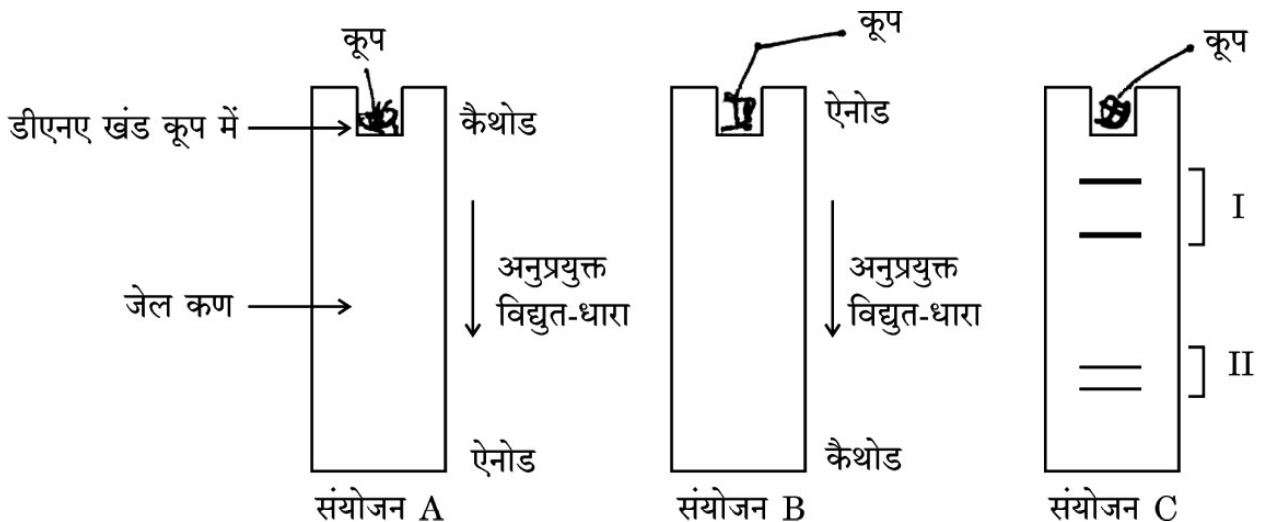 कूप
डीएनए खंड कूप में
कैथोड
जेल कण
अनुप्रयुक्त
विद्युत-धारा
ऐनोड
संयोजन A
कूप
ऐनोड
अनुप्रयुक्त
विद्युत-धारा
कैथोड
संयोजन B
कूप
I
II
संयोजन C